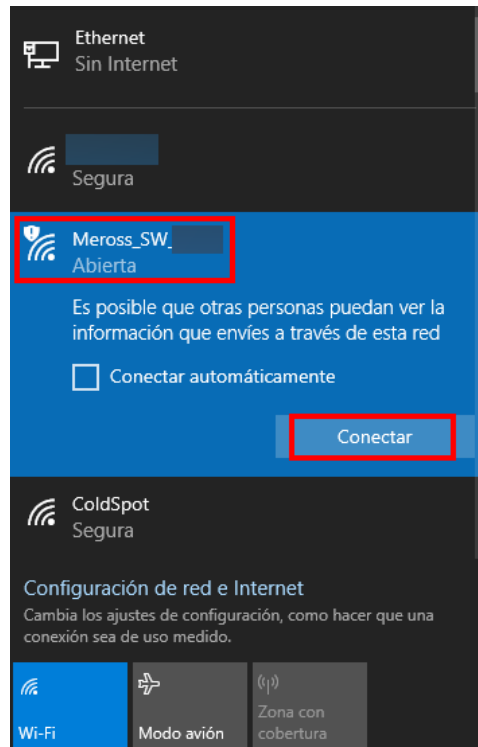 Ethernet
Sin Internet
Segura
Meross_SW_
Abierta
Es posible que otras personas puedan ver la
información que envíes a través de esta red
Conectar automáticamente
Conectar
ColdSpot
Segura
Configuración de red e Internet
Cambia los ajustes de configuración, como hacer que una
conexión sea de uso medido.
Wi-Fi
Modo avión
Zona con
cobertura